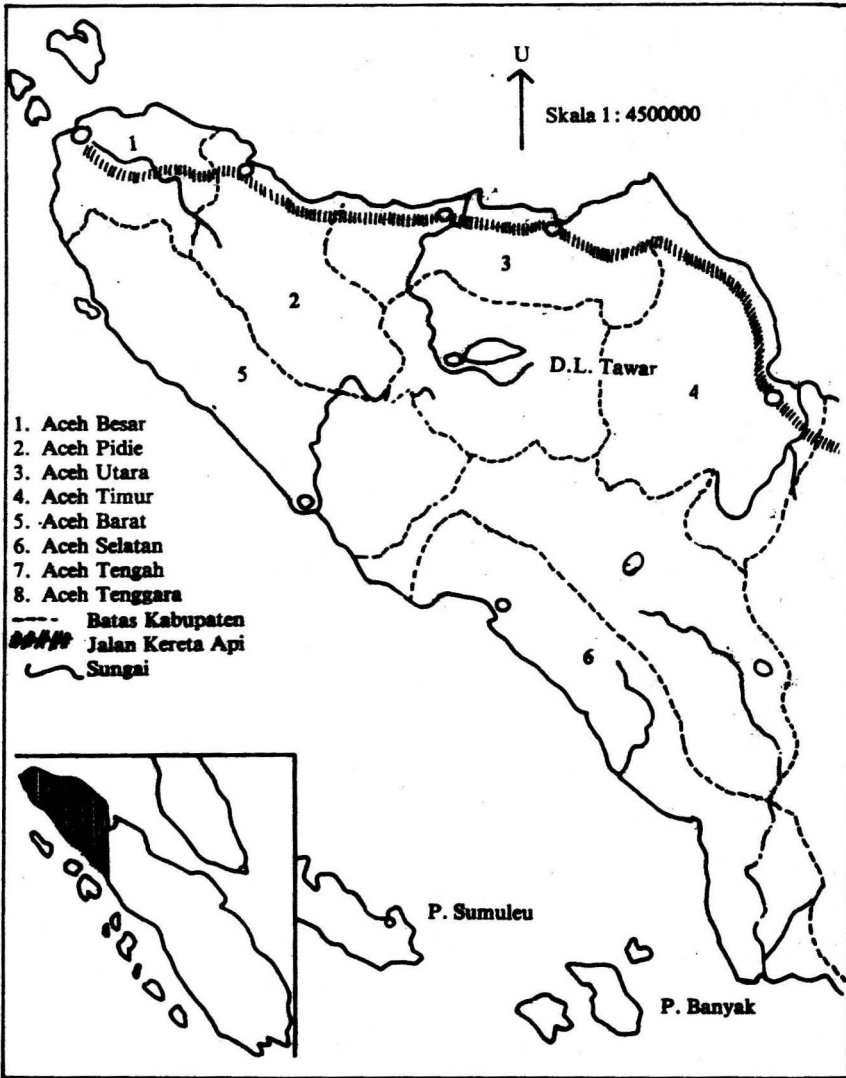 U
Skala 1 : 4500000
1
2
3
D.L. Tawar
4
5
1. Aceh Besar
2. Aceh Pidie
3. Aceh Utara
4. Aceh Timur
5. Aceh Barat
6. Aceh Selatan
7. Aceh Tengah
8. Aceh Tenggara
Batas Kabupaten
Jalan Kereta Api
Sungai
6
P. Sumuleu
P. Banyak